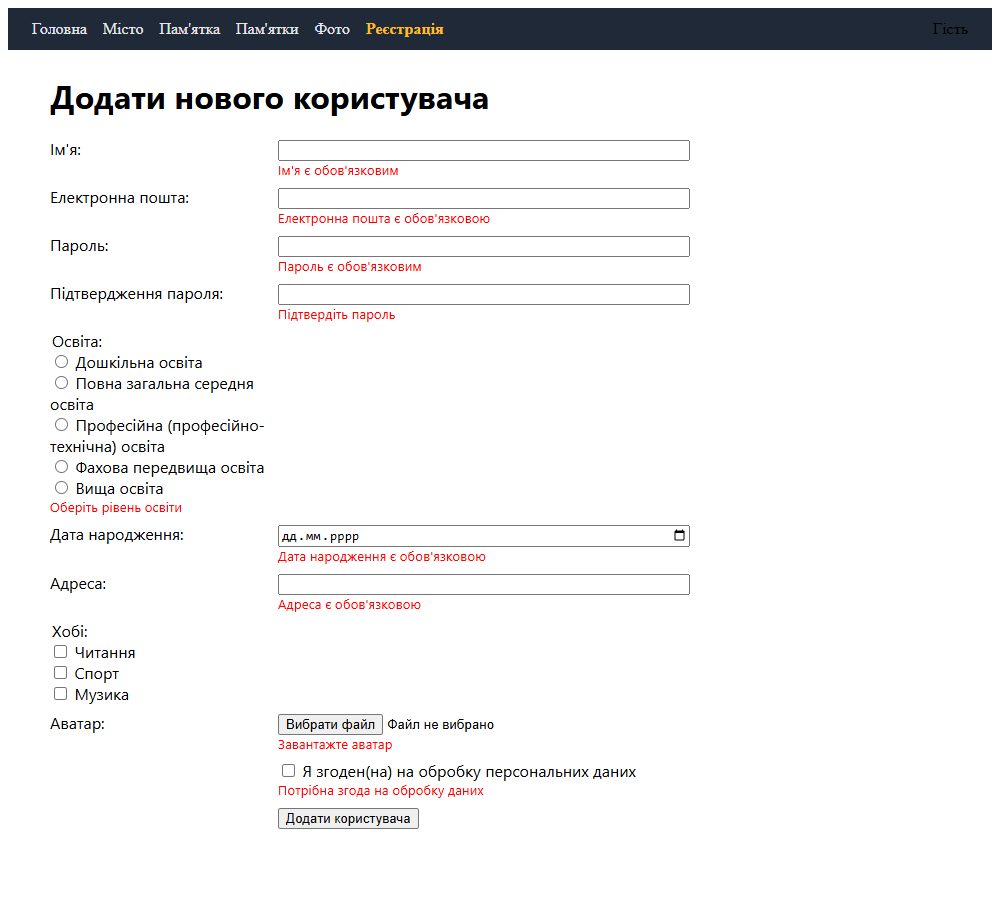 Головна Місто Пам'ятка Пам'ятки Фото Реєстрація Гість
Додати нового користувача
Ім'я:
Ім'я є обов'язковим
Електронна пошта:
Електронна пошта є обов'язковою
Пароль:
Пароль є обов'язковим
Підтвердження пароля:
Підтвердіть пароль
Освіта:
Дошкільна освіта
Повна загальна середня
освіта
Професійна (професійно-
технічна) освіта
Фахова передвища освіта
Вища освіта
Оберіть рівень освіти
Дата народження: дд.мм.рррр
Дата народження є обов'язковою
Адреса:
Адреса є обов'язковою
Хобі:
Читання
Спорт
Музика
Аватар: Вибрати файл Файл не вибрано
Завантажте аватар
Я згоден(на) на обробку персональних даних
Потрібна згода на обробку даних
Додати користувача